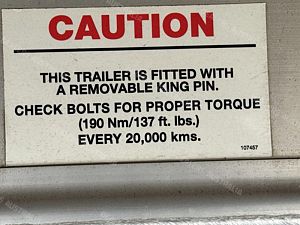 CAUTION
THIS TRAILER IS FITTED WITH
A REMOVABLE KING PIN.
CHECK BOLTS FOR PROPER TORQUE
(190 Nm/137 ft. lbs.)
EVERY 20,000 kms.
107457